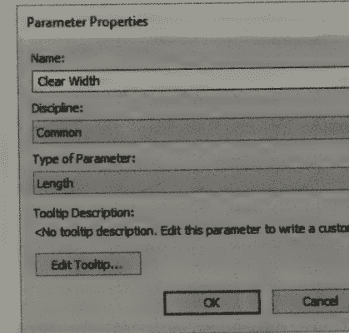 Parameter Properties
Name:
Clear Width
Discipline:
Common
Type of Parameter:
Length
Tooltip Description:
<No tooltip description. Edit this parameter to write a custo
Edit Tooltip...
OK
Cancel